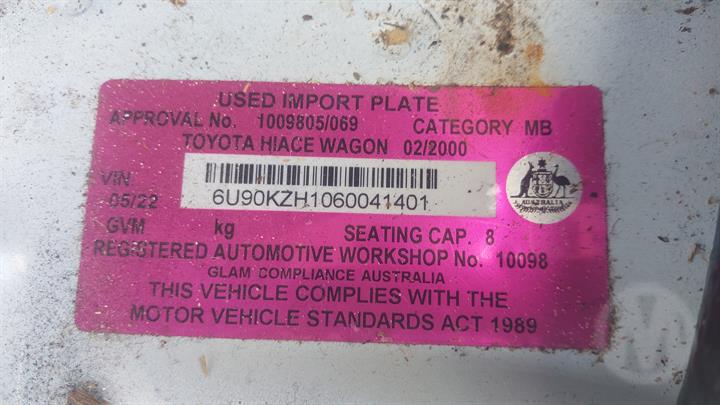 USED IMPORT PLATE
APPROVAL No. 1009805/069 CATEGORY MB
TOYOTA HIACE WAGON 02/2000
VIN
05/22 6U90KZH1060041401
AUSTRALIA
GVM kg SEATING CAP. 8
REGISTERED AUTOMOTIVE WORKSHOP No. 10098
GLAM COMPLIANCE AUSTRALIA
THIS VEHICLE COMPLIES WITH THE
MOTOR VEHICLE STANDARDS ACT 1989
M